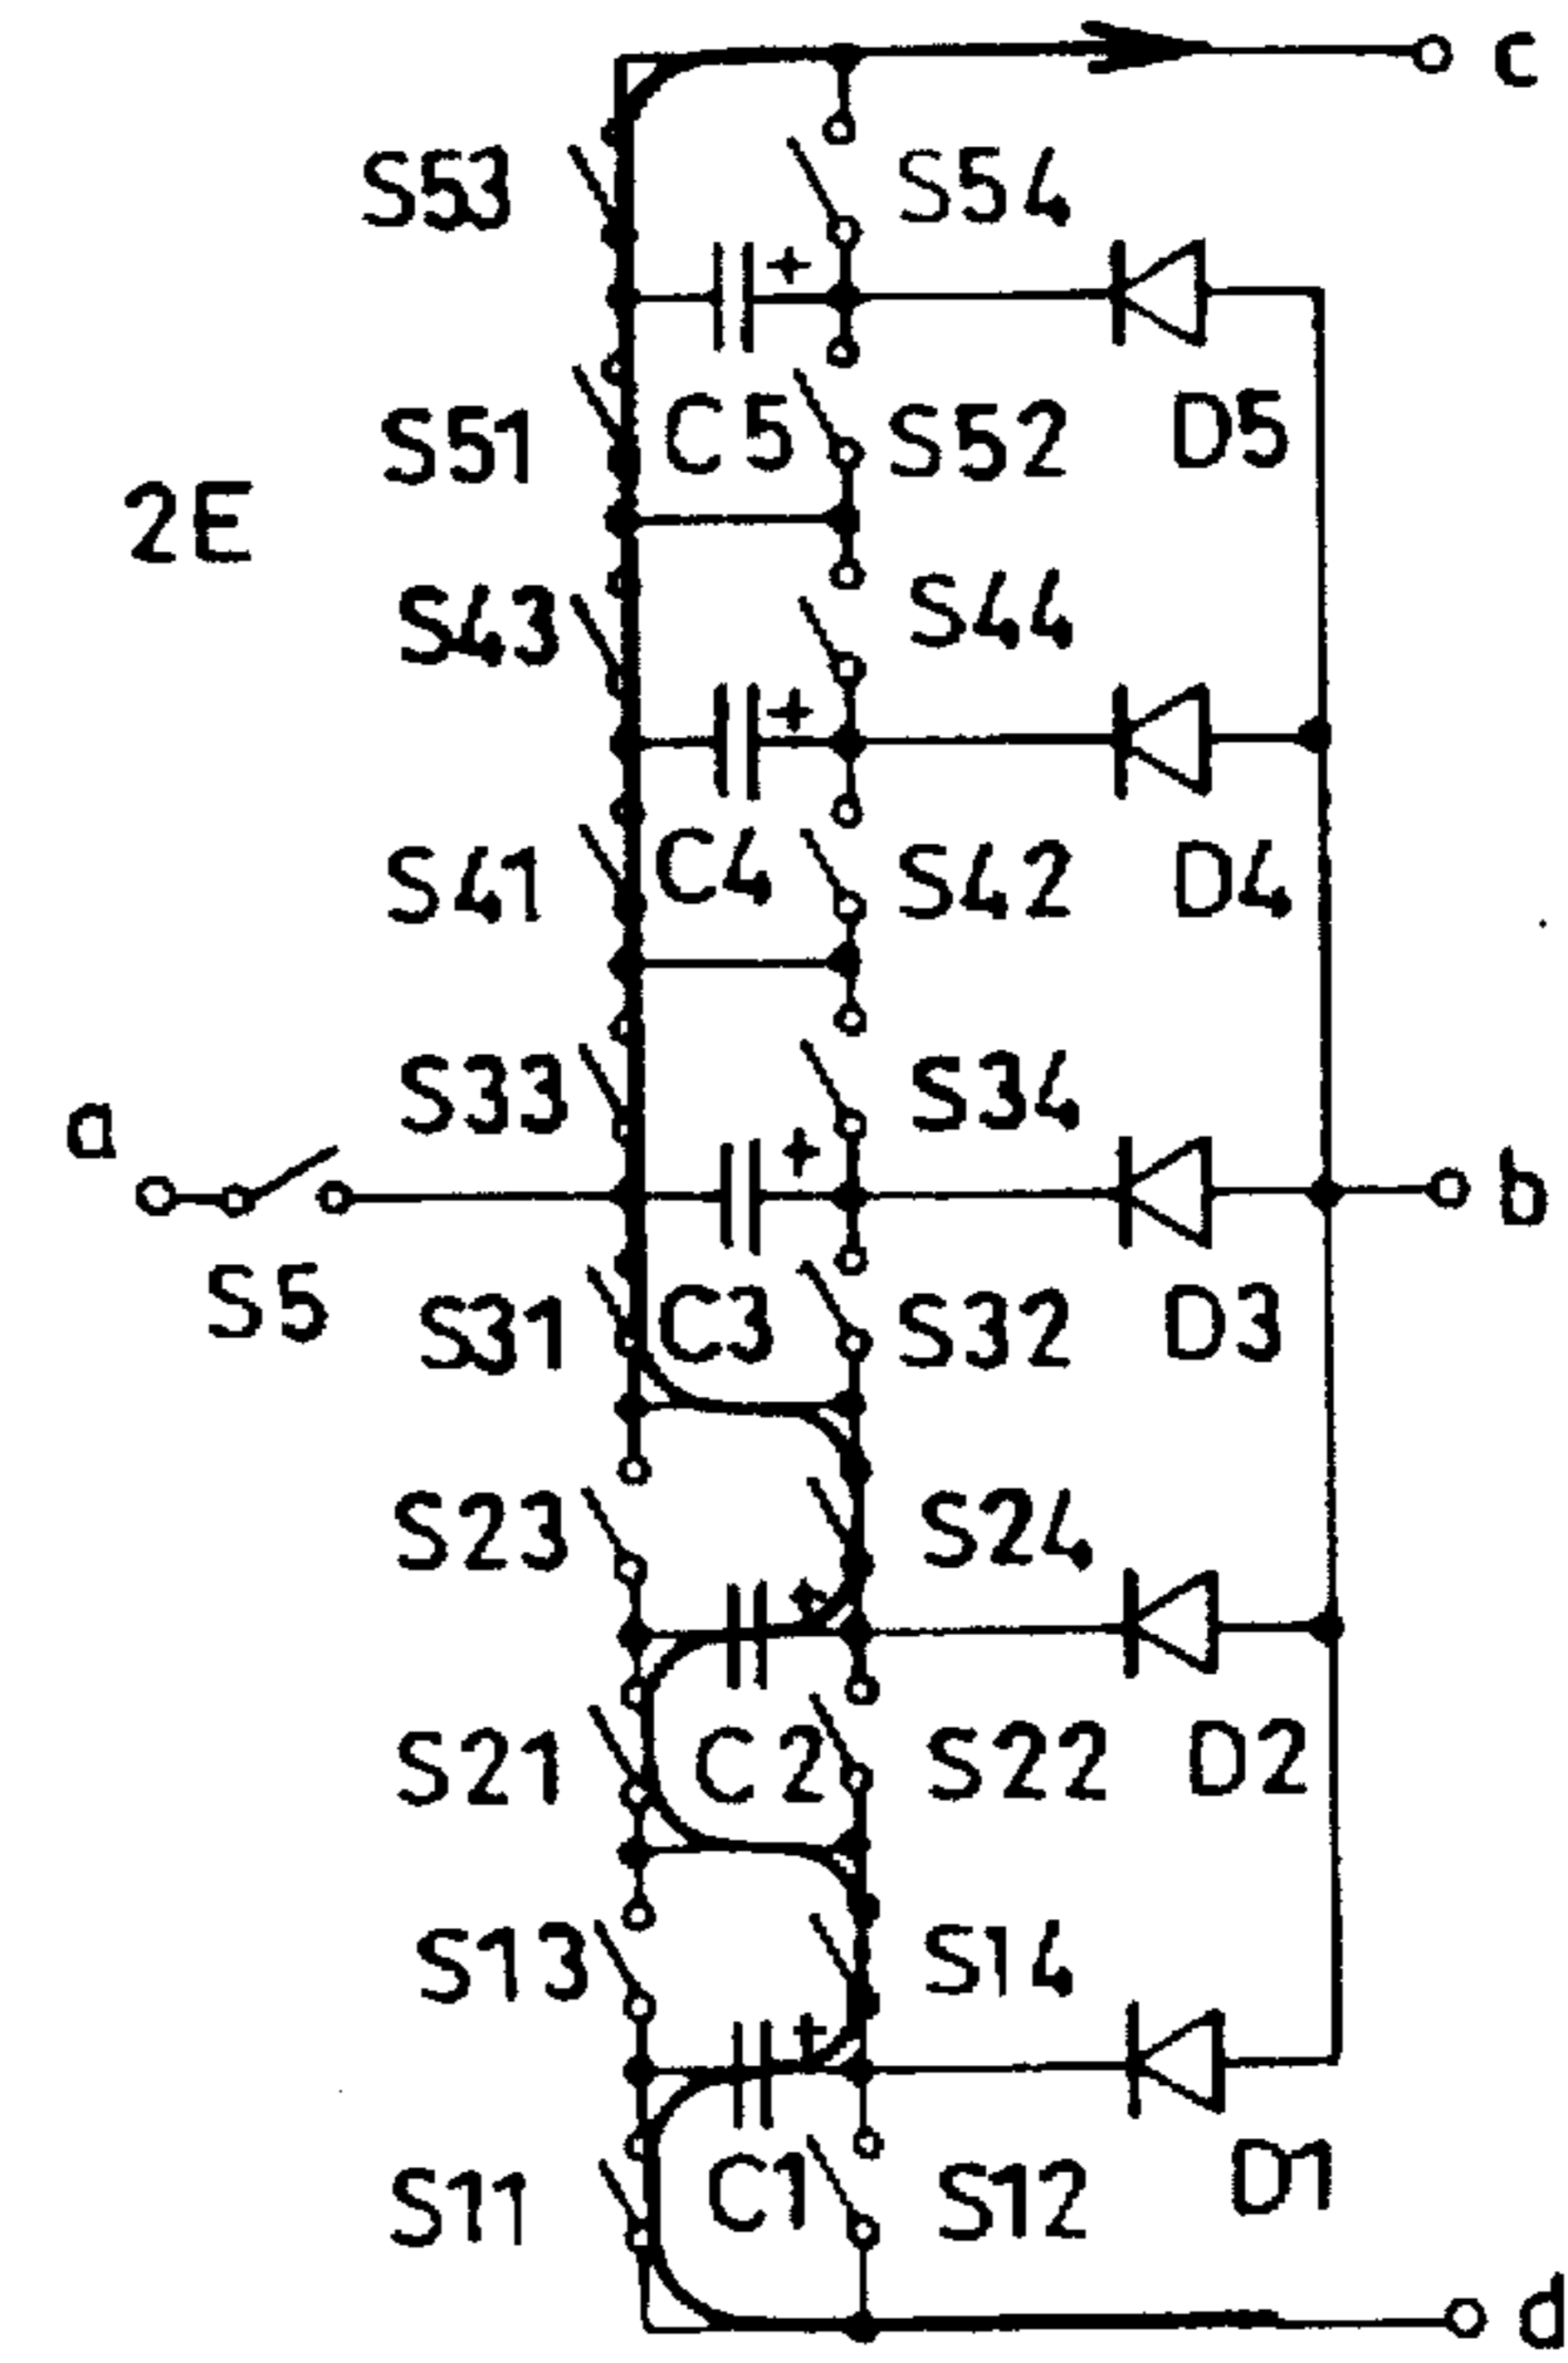 c
S53 S54
+
S51 C5 S52 D5
2E
S43 S44
+
S41 C4 S42 D4
S33 S34
a
+
b
S5 S31 C3 S32 D3
S23 S24
+
S21 C2 S22 D2
S13 S14
+
S11 C1 S12 D1
d